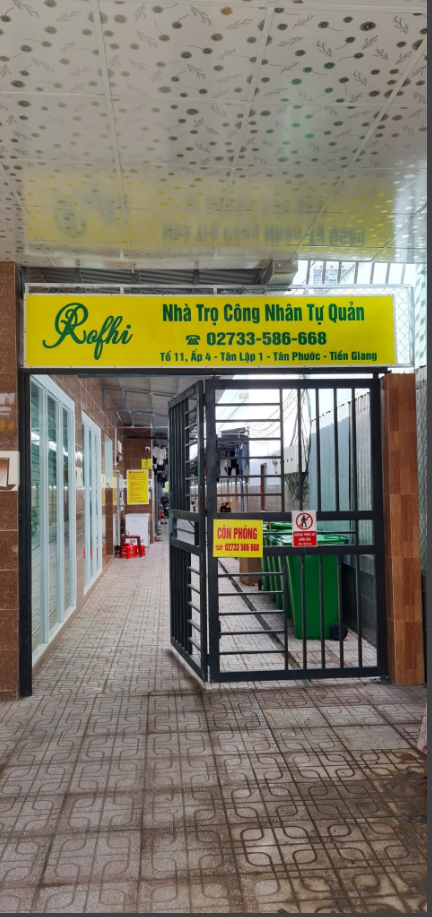 Rofhi
Nhà Trọ Công Nhân Tự Quản
☎ 02733-586-668
Tổ 11, Ấp 4 - Tân Lập 1 - Tân Phước - Tiền Giang
CÒN PHÒNG
☎: 02733 586 668